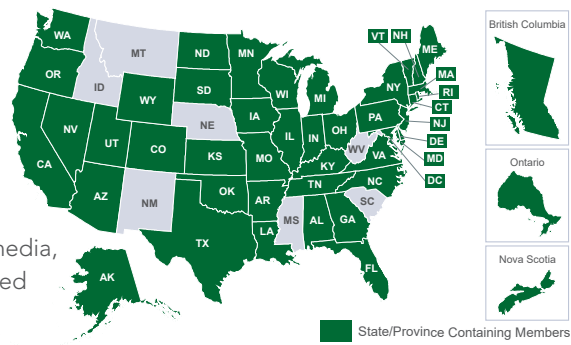 British Columbia
WA
MT
ND
MN
VT
NH
ME
OR
ID
SD
WI
MI
NY
MA
RI
CT
WY
NE
IA
PA
NJ
NV
UT
CO
KS
MO
IL
IN
OH
WV
VA
DE
MD
DC
CA
KY
NC
AZ
NM
OK
AR
TN
SC
TX
LA
MS
AL
GA
FL
AK
Ontario
Nova Scotia
nedia,
ed
State/Province Containing Members